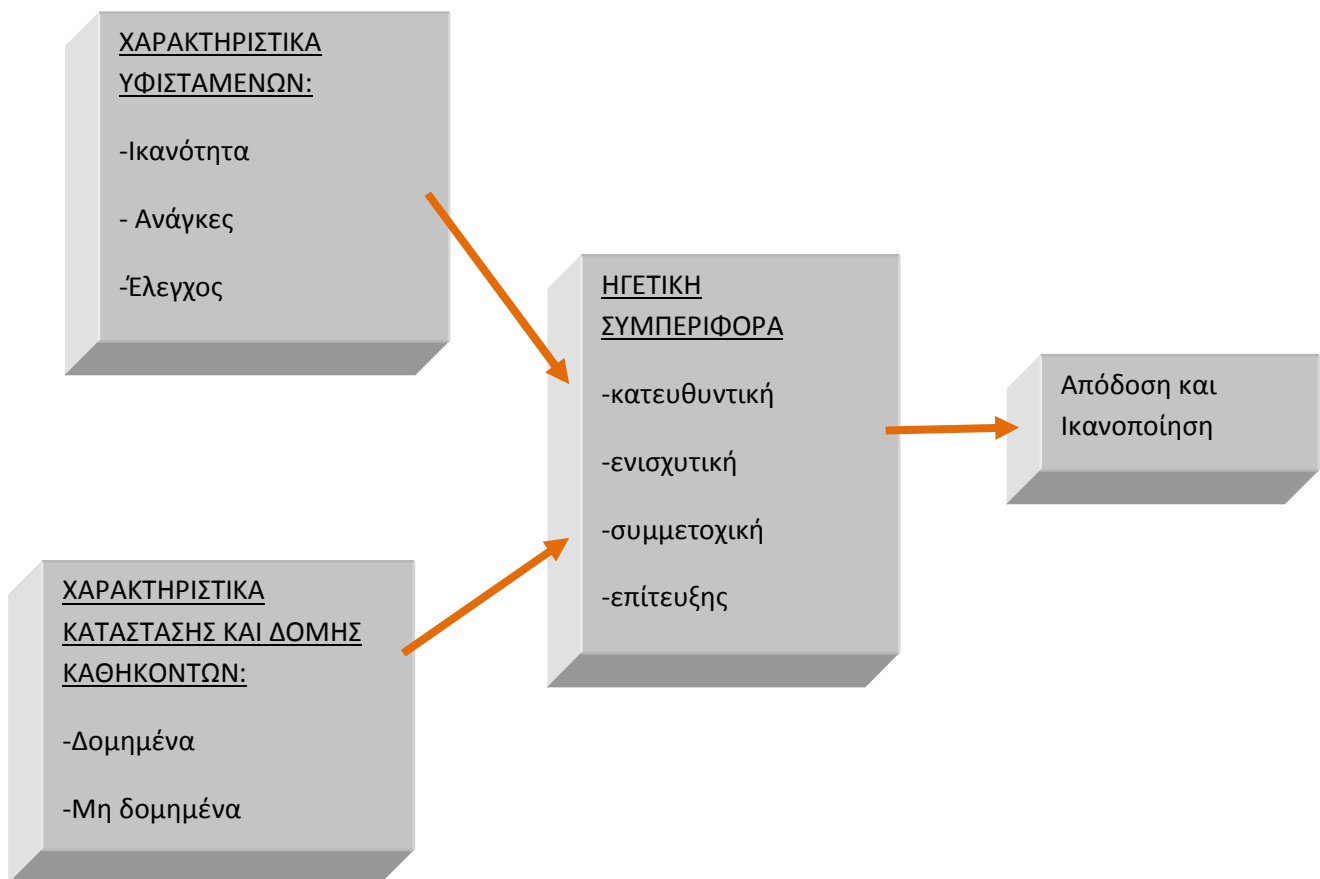 ΧΑΡΑΚΤΗΡΙΣΤΙΚΑ
ΥΦΙΣΤΑΜΕΝΩΝ:
-Ικανότητα
- Ανάγκες
-Έλεγχος
ΗΓΕΤΙΚΗ
ΣΥΜΠΕΡΙΦΟΡΑ
-κατευθυντική
-ενισχυτική
-συμμετοχική
-επίτευξης
Απόδοση και
Ικανοποίηση
ΧΑΡΑΚΤΗΡΙΣΤΙΚΑ
ΚΑΤΑΣΤΑΣΗΣ ΚΑΙ ΔΟΜΗΣ
ΚΑΘΗΚΟΝΤΩΝ:
-Δομημένα
-Μη δομημένα